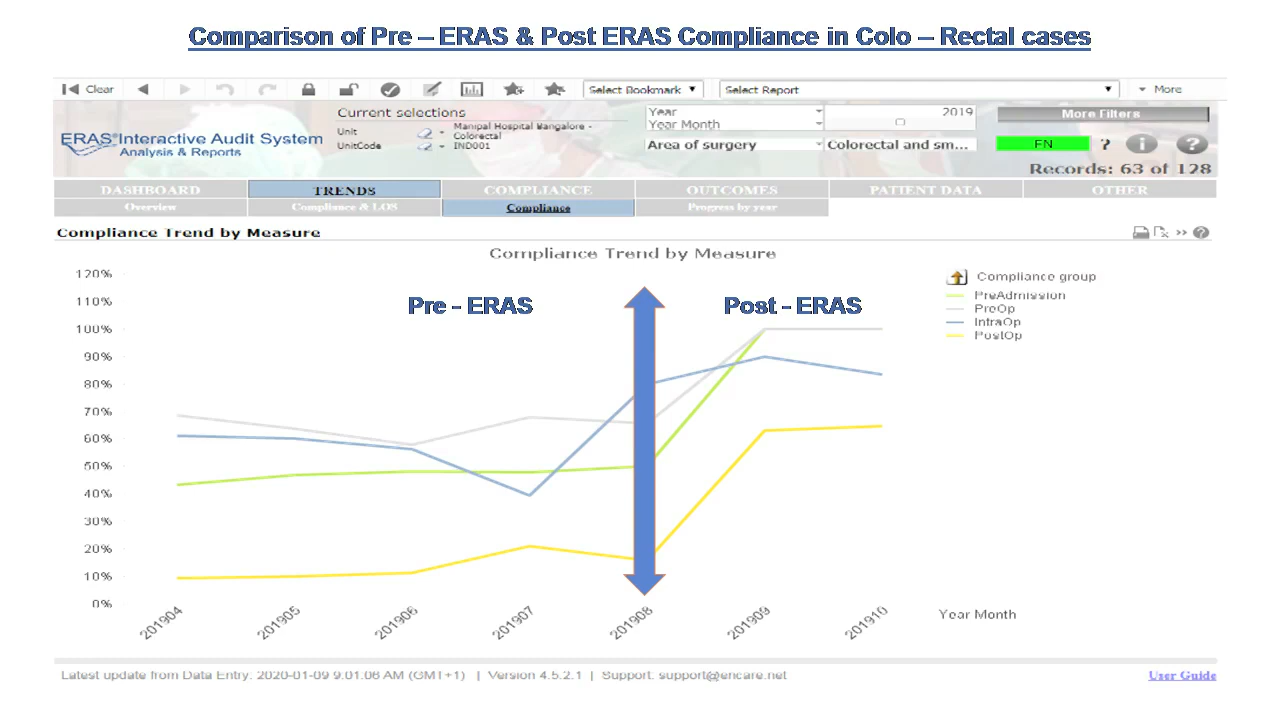 Comparison of Pre – ERAS & Post ERAS Compliance in Colo – Rectal cases
Clear
Select Bookmark
Select Report
More
ERAS® Interactive Audit System
Analysis & Reports
Current selections
Unit
Manipal Hospital Bangalore - Colorectal
UnitCode
IND001
Year
2019
Year Month
Area of surgery
Colorectal and sm...
More Filters
EN
?
Records: 63 of 128
DASHBOARD TRENDS COMPLIANCE OUTCOMES PATIENT DATA OTHER
Overview Compliance & LOS Compliance Progress by year
Compliance Trend by Measure
Compliance Trend by Measure
Pre - ERAS
Post - ERAS
Compliance group
PreAdmission
PreOp
IntraOp
PostOp
120%
110%
100%
90%
80%
70%
60%
50%
40%
30%
20%
10%
0%
201904 201905 201906 201907 201908 201909 201910
Year Month
Latest update from Data Entry: 2020-01-09 9:01:06 AM (GMT+1) | Version 4.5.2.1 | Support: support@encare.net
User Guide